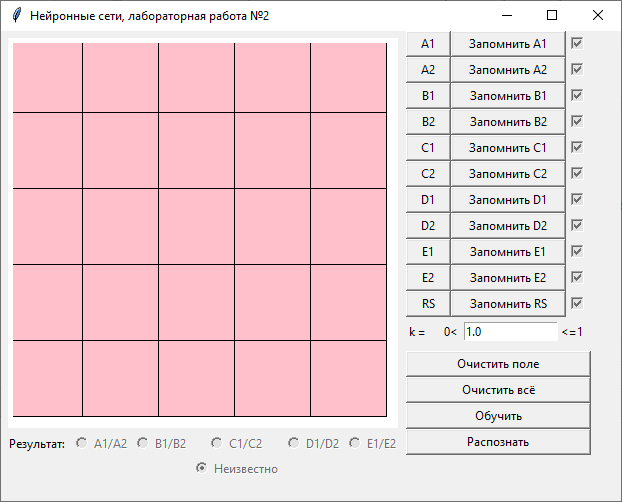 Нейронные сети, лабораторная работа №2
A1 Запомнить A1
A2 Запомнить A2
B1 Запомнить B1
B2 Запомнить B2
C1 Запомнить C1
C2 Запомнить C2
D1 Запомнить D1
D2 Запомнить D2
E1 Запомнить E1
E2 Запомнить E2
RS Запомнить RS
k = 0< 1.0 <=1
Очистить поле
Очистить всё
Обучить
Распознать
Результат: A1/A2 B1/B2 C1/C2 D1/D2 E1/E2
Неизвестно